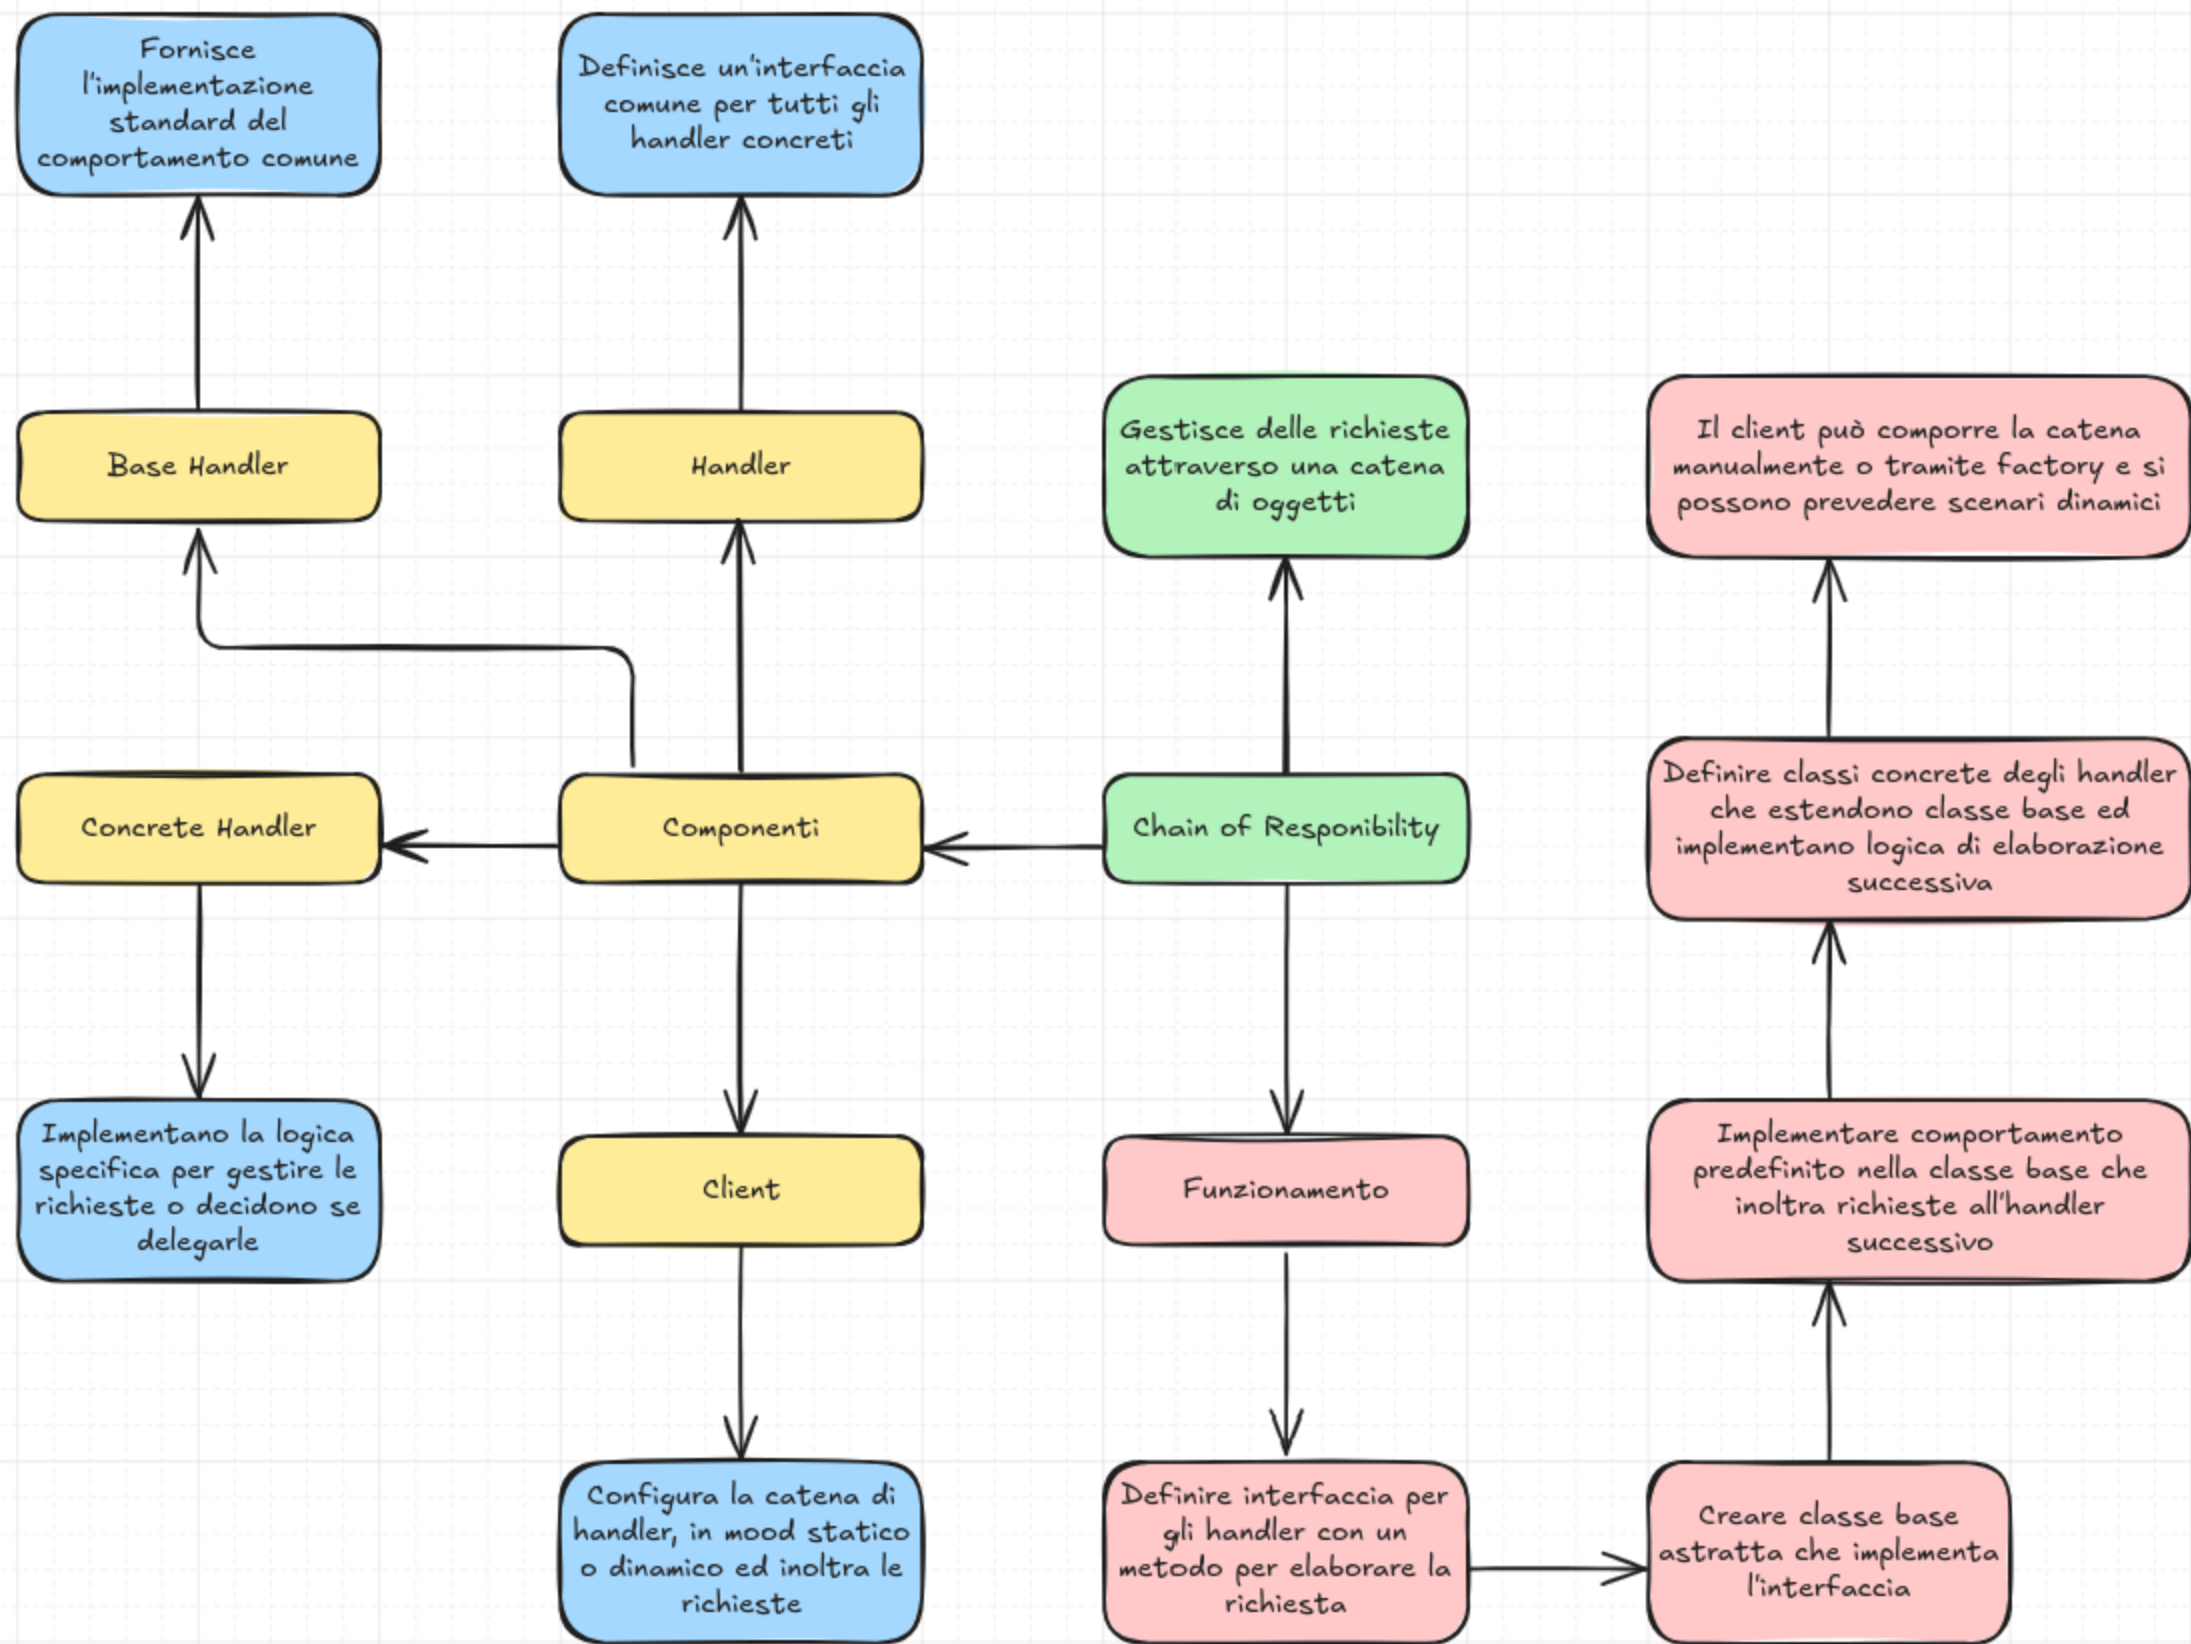 Fornisce
l'implementazione
standard del
comportamento comune
Definisce un'interfaccia
comune per tutti gli
handler concreti
Base Handler
Handler
Gestisce delle richieste
attraverso una catena
di oggetti
Il client può comporre la catena
manualmente o tramite factory e si
possono prevedere scenari dinamici
Concrete Handler
Componenti
Chain of Responibility
Definire classi concrete degli handler
che estendono classe base ed
implementano logica di elaborazione
successiva
Implementano la logica
specifica per gestire le
richieste o decidono se
delegarle
Client
Funzionamento
Implementare comportamento
predefinito nella classe base che
inoltra richieste all'handler
successivo
Configura la catena di
handler, in mood statico
o dinamico ed inoltra le
richieste
Definire interfaccia per
gli handler con un
metodo per elaborare la
richiesta
Creare classe base
astratta che implementa
l'interfaccia